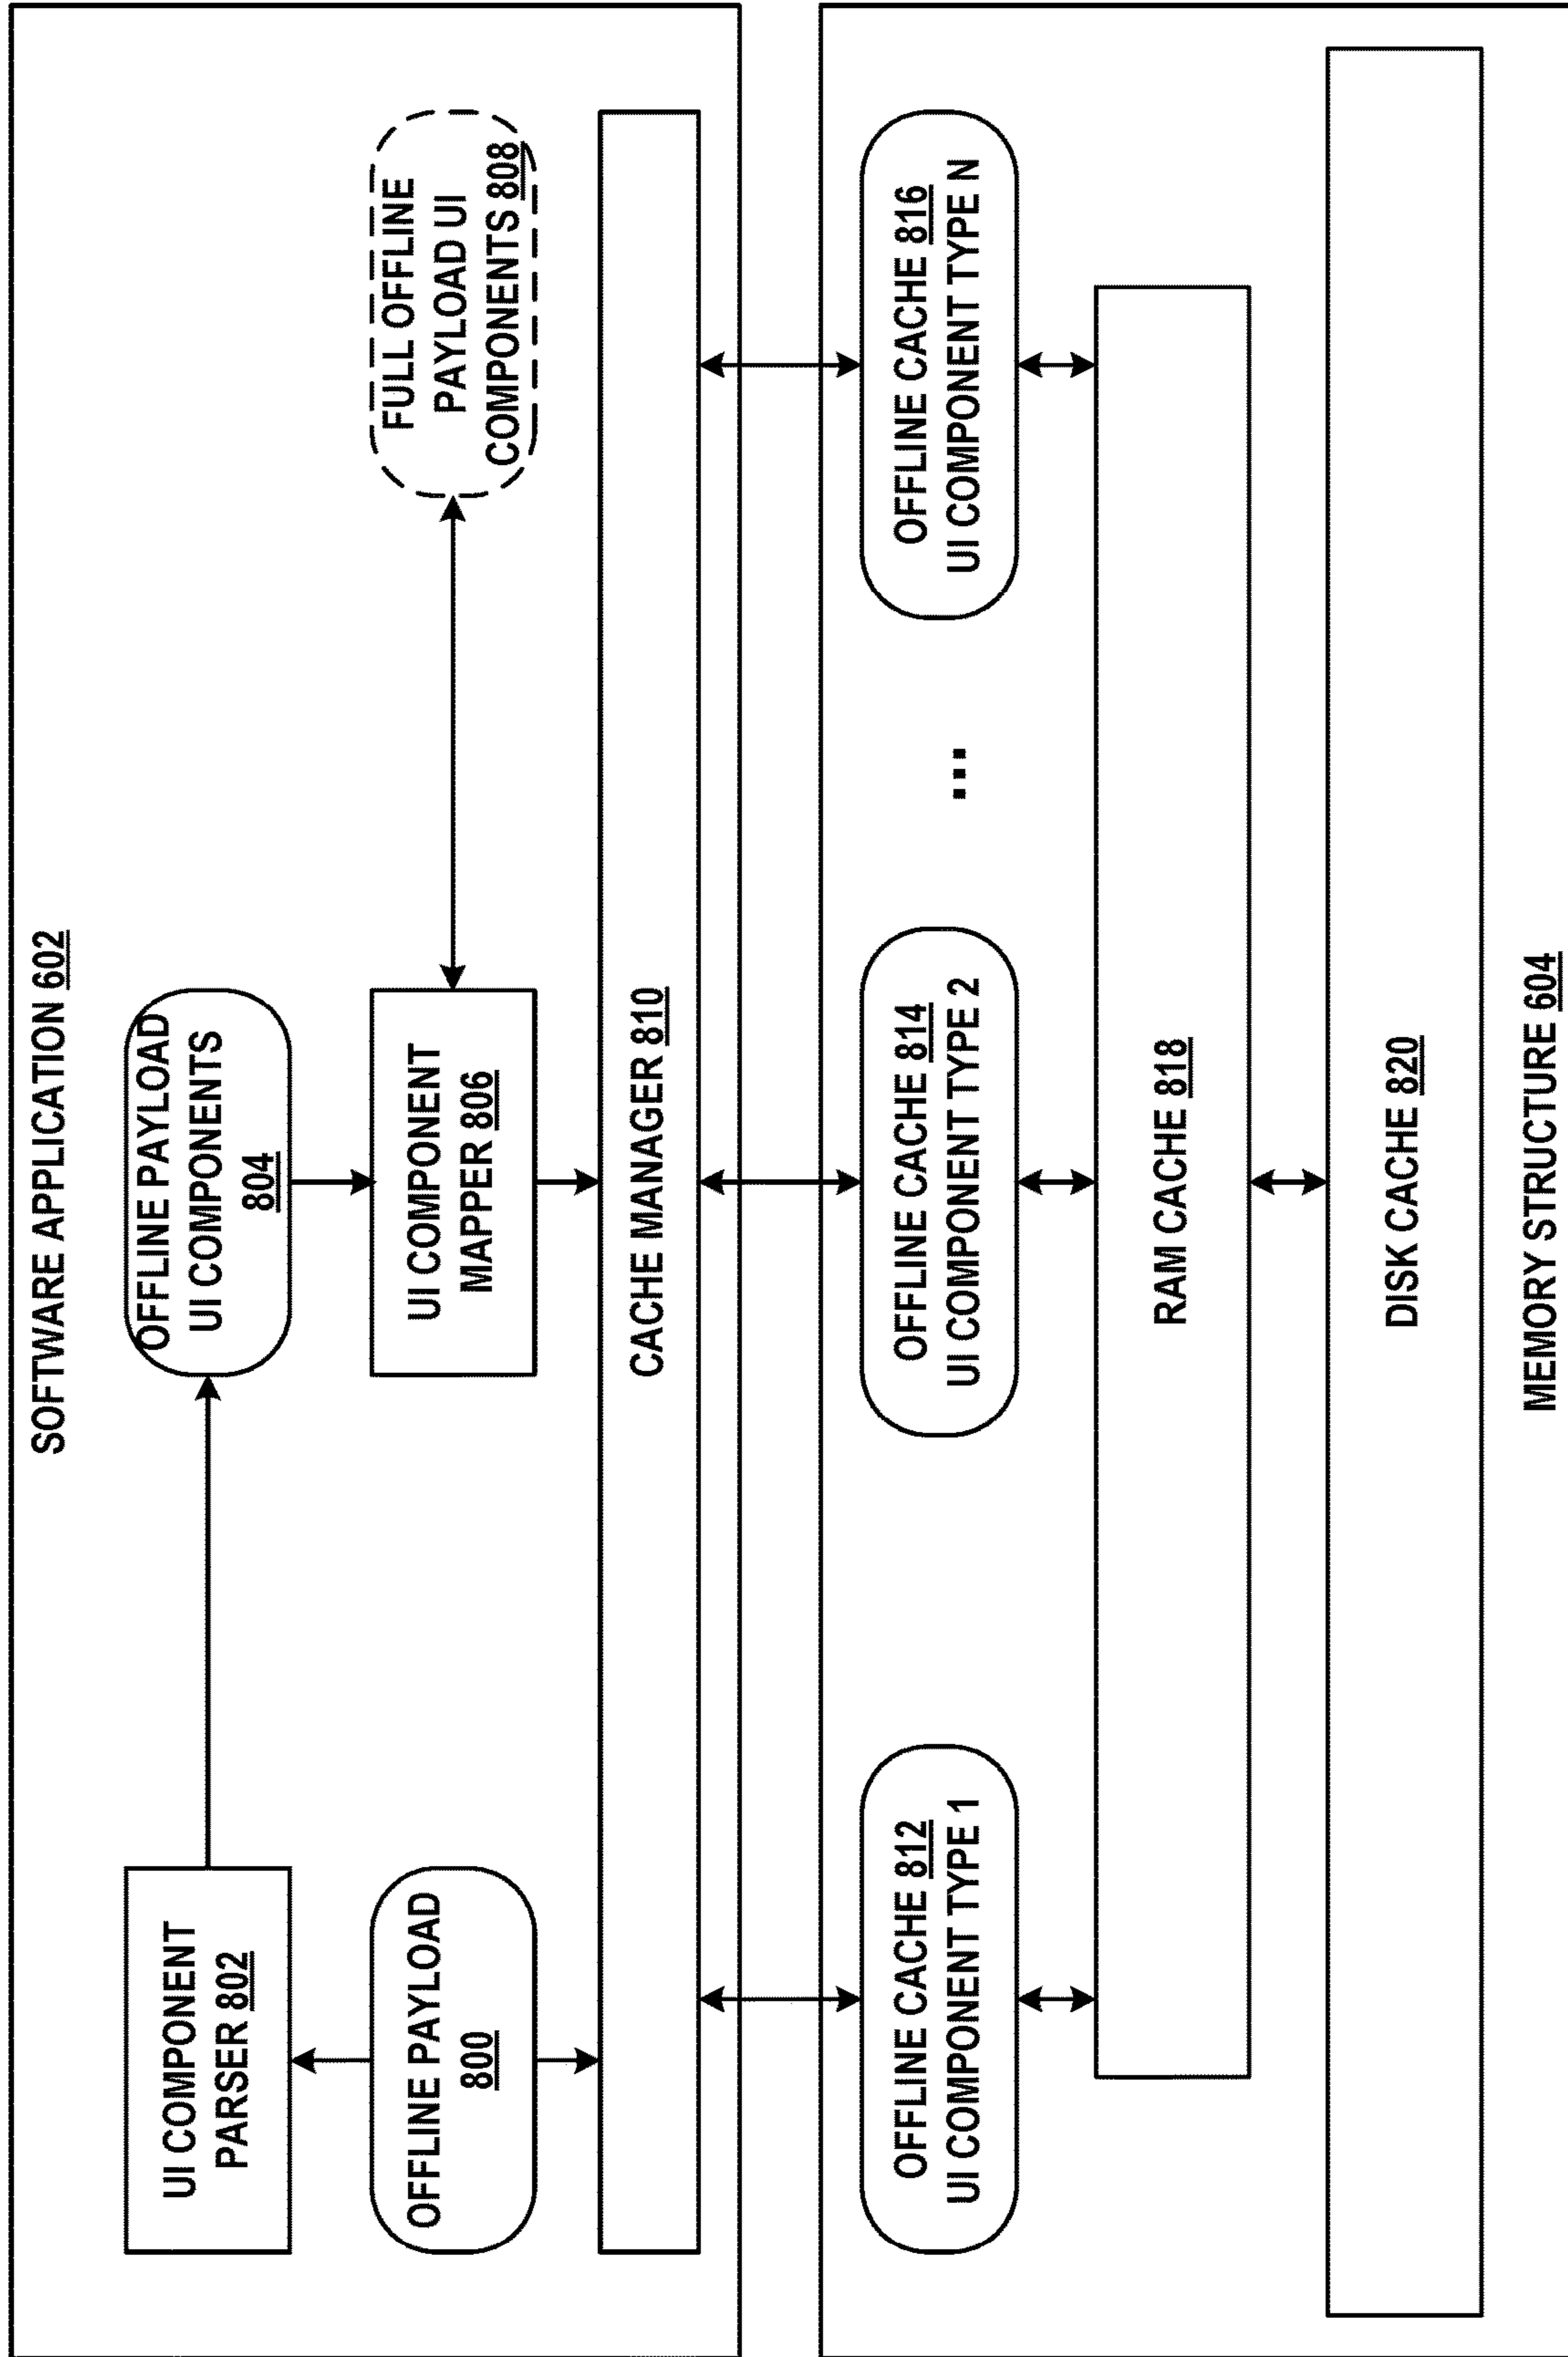 SOFTWARE APPLICATION 602
UI COMPONENT
PARSER 802
OFFLINE PAYLOAD
UI COMPONENTS
804
OFFLINE PAYLOAD
800
UI COMPONENT
MAPPER 806
FULL OFFLINE
PAYLOAD UI
COMPONENTS 808
CACHE MANAGER 810
OFFLINE CACHE 812
UI COMPONENT TYPE 1
OFFLINE CACHE 814
UI COMPONENT TYPE 2
...
OFFLINE CACHE 816
UI COMPONENT TYPE N
RAM CACHE 818
DISK CACHE 820
MEMORY STRUCTURE 604